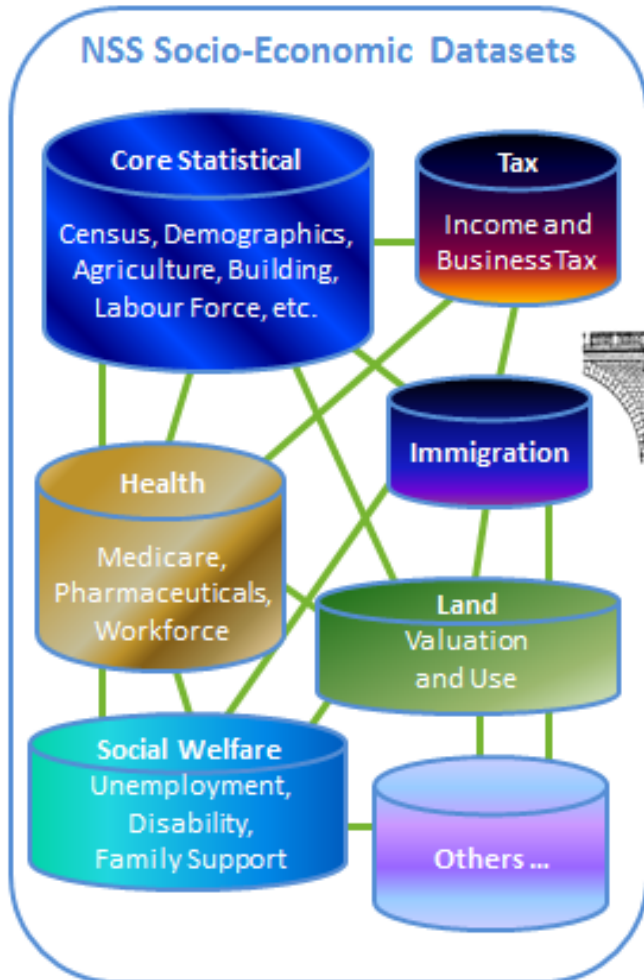 NSS Socio-Economic Datasets
Core Statistical
Census, Demographics,
Agriculture, Building,
Labour Force, etc.
Tax
Income and
Business Tax
Immigration
Health
Medicare,
Pharmaceuticals,
Workforce
Land
Valuation
and Use
Social Welfare
Unemployment,
Disability,
Family Support
Others ...